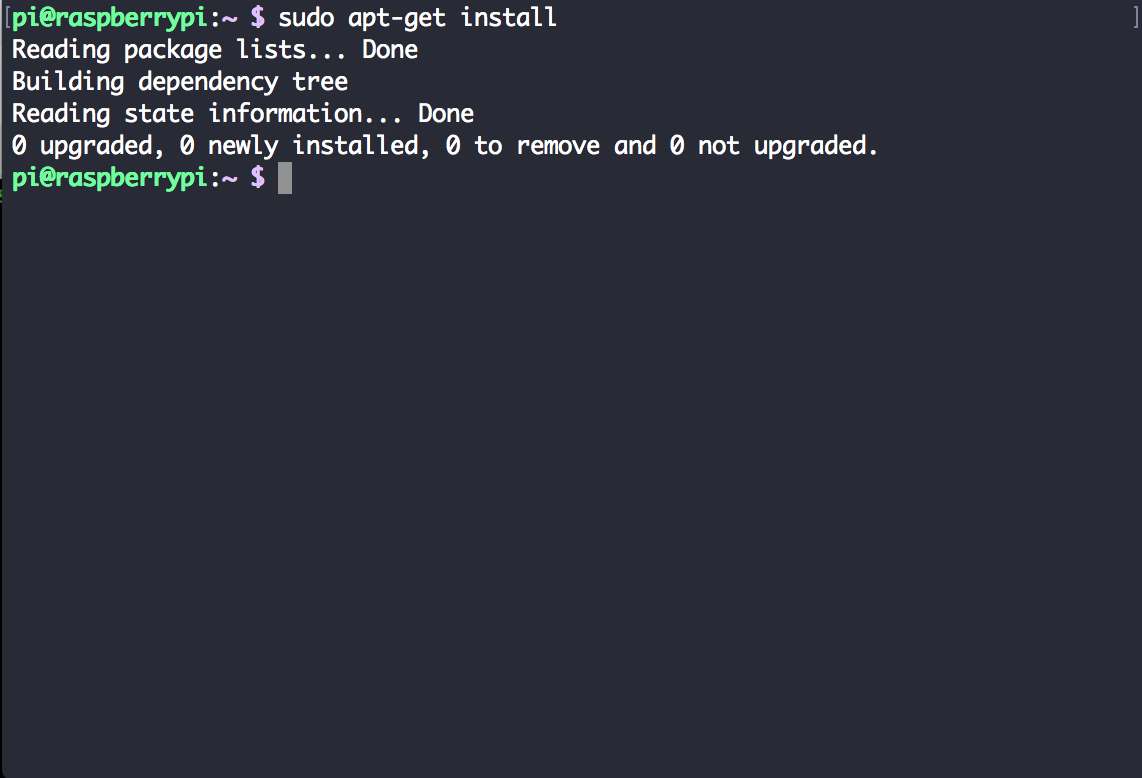 [pi@raspberrypi:~ $ sudo apt-get install ]
Reading package lists... Done
Building dependency tree
Reading state information... Done
0 upgraded, 0 newly installed, 0 to remove and 0 not upgraded.
pi@raspberrypi:~ $